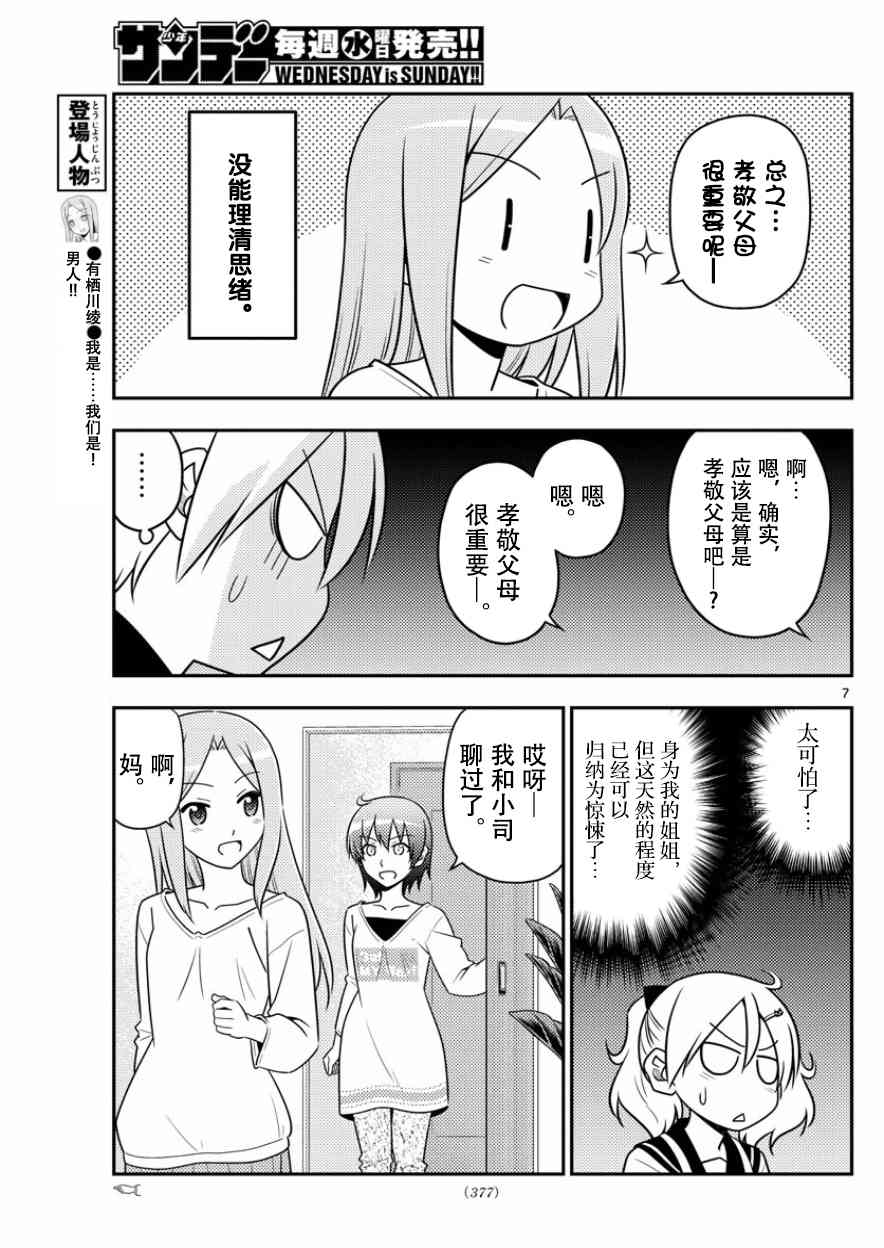 少年サンデー
毎週水曜日発売!!
WEDNESDAY is SUNDAY!!
登場人物
とうじょうじんぶつ
●有栖川绫●我是……我们是！
男人!!
总之…
孝敬父母
很重要呢—
没能理清思绪。
啊…
嗯，确实，
应该是算是
孝敬父母吧—？
嗯嗯
嗯。
孝敬父母
很重要—。
……
7
太可怕了…
身为我的姐姐，
但这天然的程度
已经可以
归纳为惊悚了…
哎呀—
我和小司
聊过了。
啊，
妈。
(377)